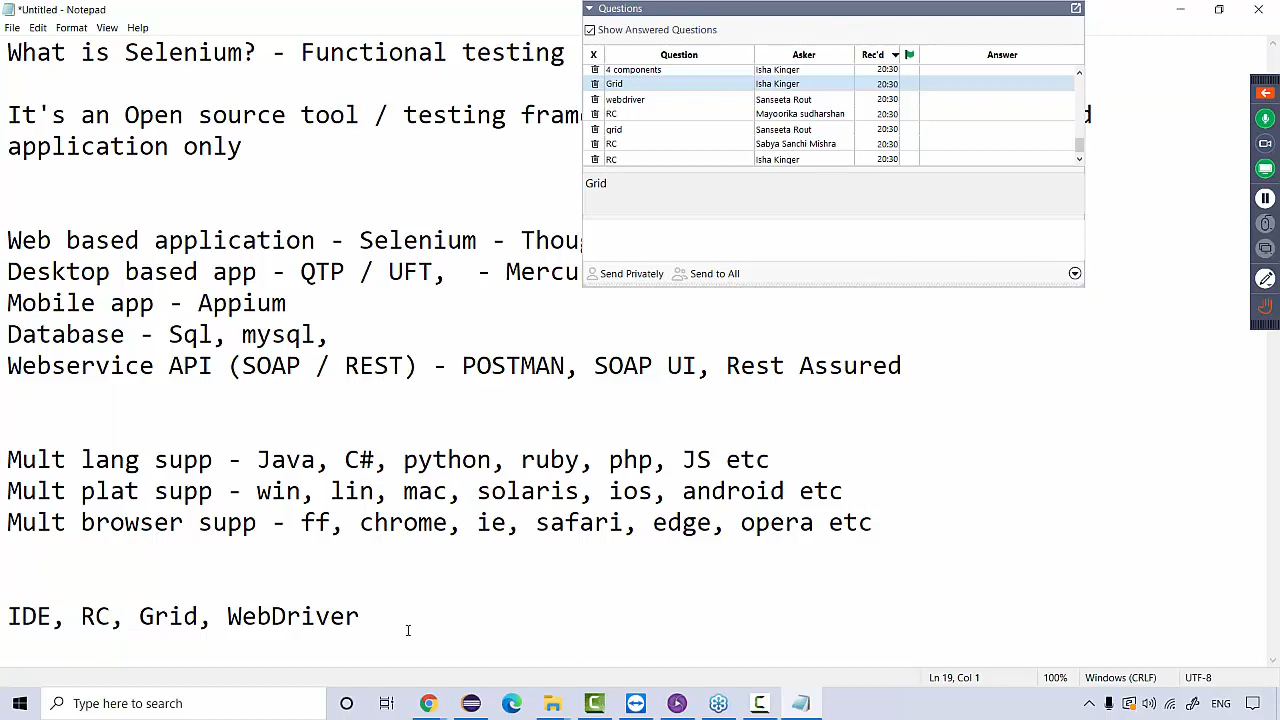 *Untitled - Notepad
File Edit Format View Help
What is Selenium? - Functional testing
It's an Open source tool / testing fram
d
application only
Web based application - Selenium - Thou
Desktop based app - QTP / UFT,  - Mercu
Mobile app - Appium
Database - Sql, mysql,
Webservice API (SOAP / REST) - POSTMAN, SOAP UI, Rest Assured
Mult lang supp - Java, C#, python, ruby, php, JS etc
Mult plat supp - win, lin, mac, solaris, ios, android etc
Mult browser supp - ff, chrome, ie, safari, edge, opera etc
IDE, RC, Grid, WebDriver
Questions
Show Answered Questions
X Question Asker Rec'd Answer
4 components Isha Kinger 20:30
Grid Isha Kinger 20:30
webdriver Sanseeta Rout 20:30
RC Mayoorika sudharshan 20:30
grid Sanseeta Rout 20:30
RC Sabya Sanchi Mishra 20:30
RC Isha Kinger 20:30
Grid
Send Privately Send to All
Ln 19, Col 1 100% Windows (CRLF) UTF-8
Type here to search
ENG